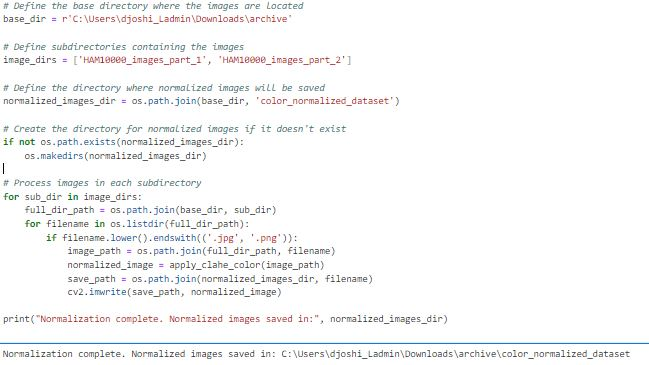 # Define the base directory where the images are located
base_dir = r'C:\Users\djoshi_Ladmin\Downloads\archive'
# Define subdirectories containing the images
image_dirs = ['HAM10000_images_part_1', 'HAM10000_images_part_2']
# Define the directory where normalized images will be saved
normalized_images_dir = os.path.join(base_dir, 'color_normalized_dataset')
# Create the directory for normalized images if it doesn't exist
if not os.path.exists(normalized_images_dir):
    os.makedirs(normalized_images_dir)
# Process images in each subdirectory
for sub_dir in image_dirs:
    full_dir_path = os.path.join(base_dir, sub_dir)
    for filename in os.listdir(full_dir_path):
        if filename.lower().endswith(('.jpg', '.png')):
            image_path = os.path.join(full_dir_path, filename)
            normalized_image = apply_clahe_color(image_path)
            save_path = os.path.join(normalized_images_dir, filename)
            cv2.imwrite(save_path, normalized_image)
print("Normalization complete. Normalized images saved in:", normalized_images_dir)
Normalization complete. Normalized images saved in: C:\Users\djoshi_Ladmin\Downloads\archive\color_normalized_dataset